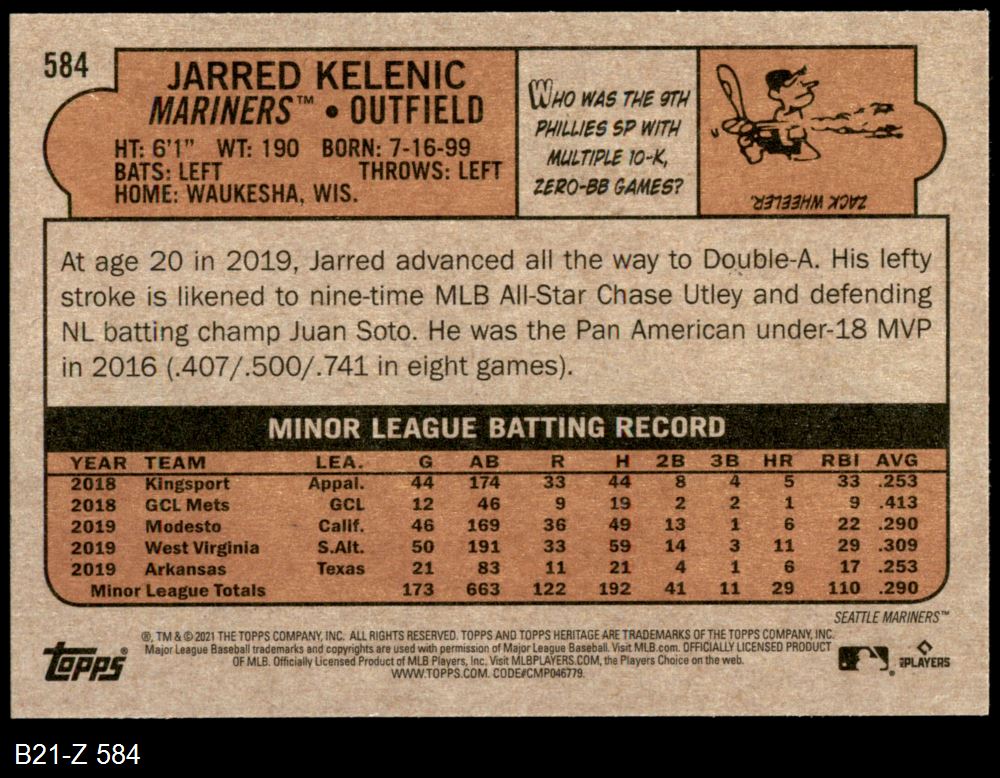 584
JARRED KELENIC
MARINERS™ • OUTFIELD
HT: 6'1" WT: 190 BORN: 7-16-99
BATS: LEFT THROWS: LEFT
HOME: WAUKESHA, WIS.
WHO WAS THE 9TH
PHILLIES SP WITH
MULTIPLE 10-K,
ZERO-BB GAMES?
ZACK WHEELER.
At age 20 in 2019, Jarred advanced all the way to Double-A. His lefty
stroke is likened to nine-time MLB All-Star Chase Utley and defending
NL batting champ Juan Soto. He was the Pan American under-18 MVP
in 2016 (.407/.500/.741 in eight games).
MINOR LEAGUE BATTING RECORD
YEAR TEAM LEA. G AB R H 2B 3B HR RBI AVG
2018 Kingsport Appal. 44 174 33 44 8 4 5 33 .253
2018 GCL Mets GCL 12 46 9 19 2 2 1 9 .413
2019 Modesto Calif. 46 169 36 49 13 1 6 22 .290
2019 West Virginia S.Alt. 50 191 33 59 14 3 11 29 .309
2019 Arkansas Texas 21 83 11 21 4 1 6 17 .253
Minor League Totals 173 663 122 192 41 11 29 110 .290
SEATTLE MARINERS™
®, TM & © 2021 THE TOPPS COMPANY, INC. ALL RIGHTS RESERVED. TOPPS AND TOPPS HERITAGE ARE TRADEMARKS OF THE TOPPS COMPANY, INC.
Major League Baseball trademarks and copyrights are used with permission of Major League Baseball. Visit MLB.com. OFFICIALLY LICENSED PRODUCT
OF MLB. Officially Licensed Product of MLB Players, Inc. Visit MLBPLAYERS.COM, the Players Choice on the web.
WWW.TOPPS.COM. CODE#CMP046779.
topps®
PLAYERS
B21-Z 584